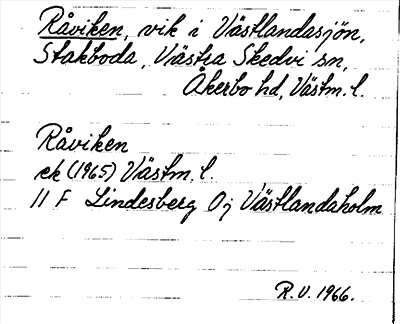 Råviken, vik i Västlandasjön,
Stakboda, Västra Skedvi sn,
Åkerbo hd, Västm. l.
Råviken
ek (1965) Västm. l.
11 F Lindesberg Oj Västlandaholm
R.V. 1966.